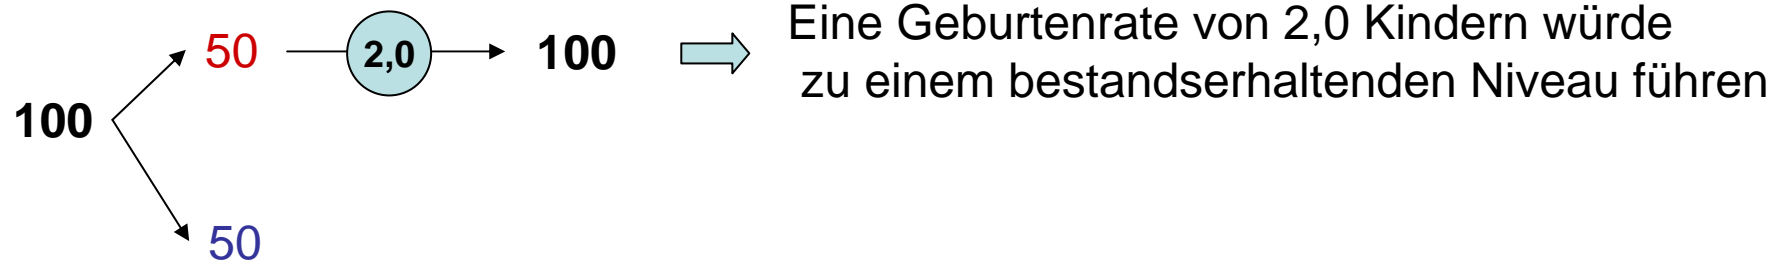 Eine Geburtenrate von 2,0 Kindern würde
zu einem bestandserhaltenden Niveau führen
50
2,0
100
100
50